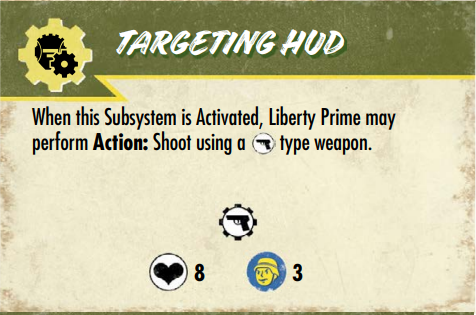 TARGETING HUD
When this Subsystem is Activated, Liberty Prime may
perform Action: Shoot using a type weapon.
8 3